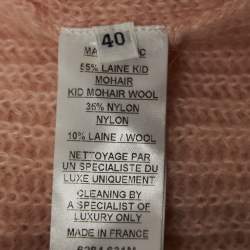 40
55% LAINE KID
MOHAIR
KID MOHAIR WOOL
35% NYLON
NYLON
10% LAINE / WOOL
NETTOYAGE PAR
UN SPECIALISTE DU
LUXE UNIQUEMENT
CLEANING BY
A SPECIALIST OF
LUXURY ONLY
MADE IN FRANCE